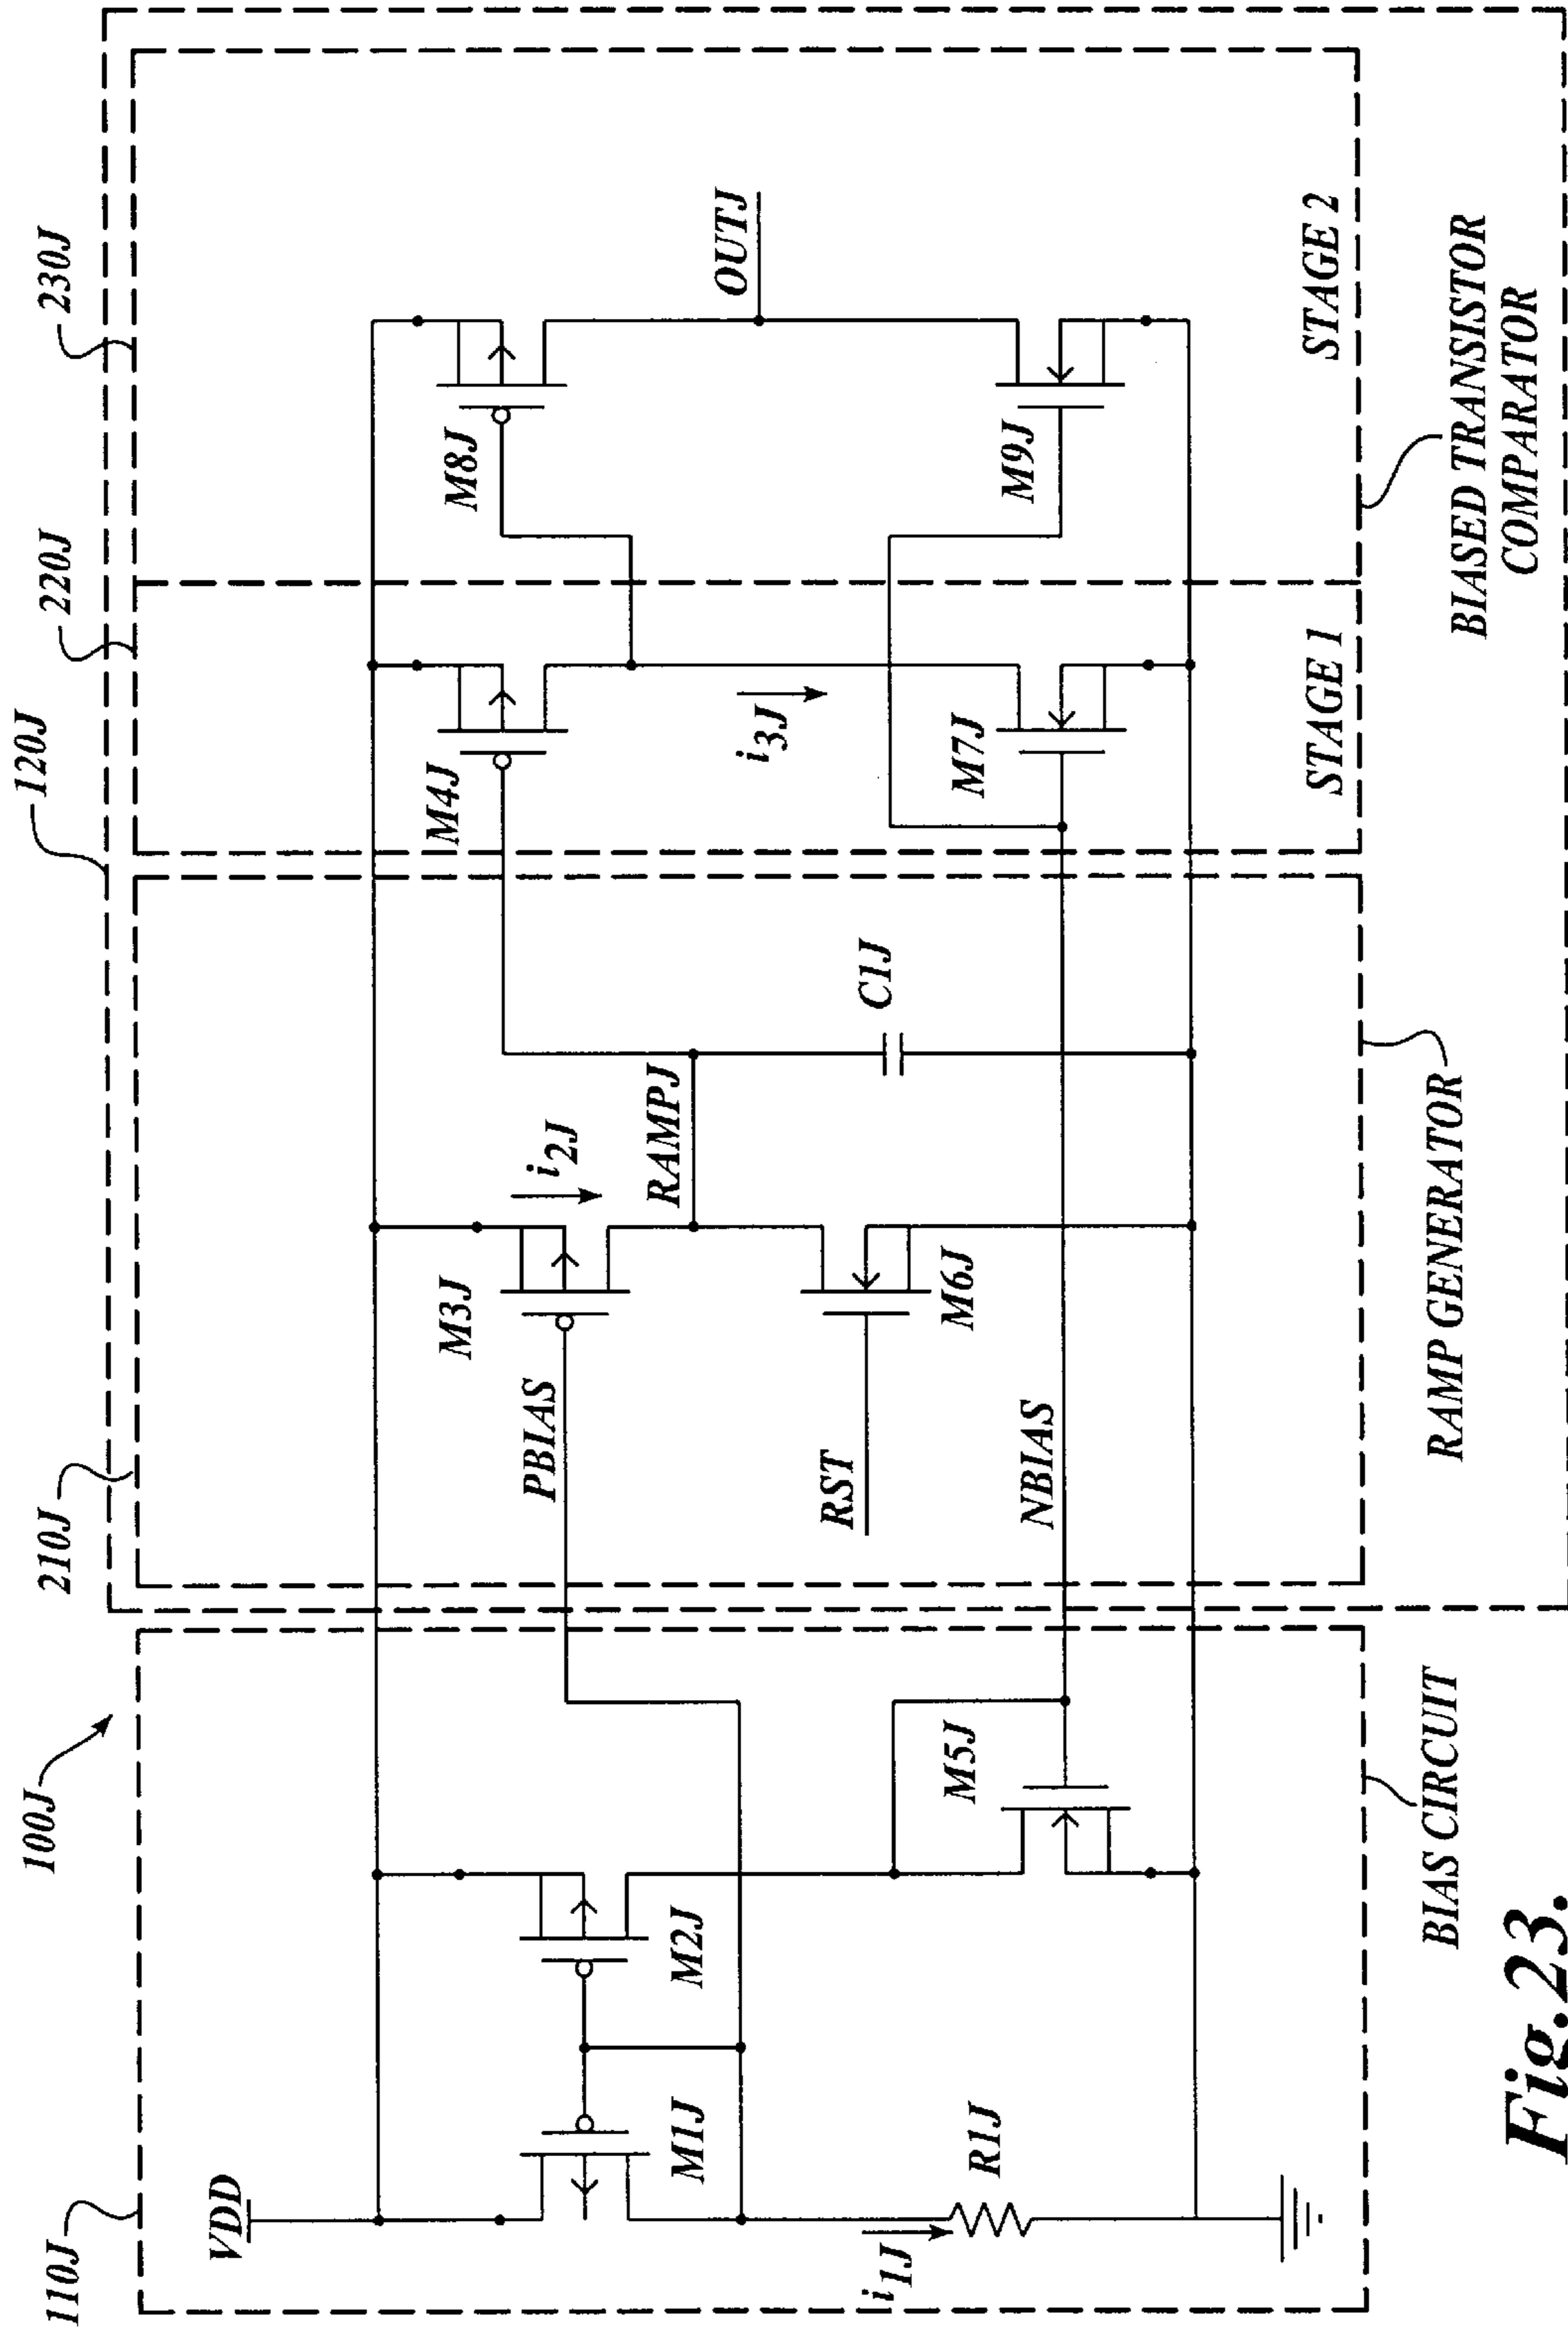 100J
110J
210J
120J
220J
230J
VDD
M1J
M2J
i1J
R1J
M5J
PBIAS
RST
NBIAS
M3J
i2J
M6J
RAMPJ
C1J
M4J
i3J
M7J
M8J
M9J
OUTJ
STAGE 1
STAGE 2
BIAS CIRCUIT
RAMP GENERATOR
BIASED TRANSISTOR
COMPARATOR
Fig.23.